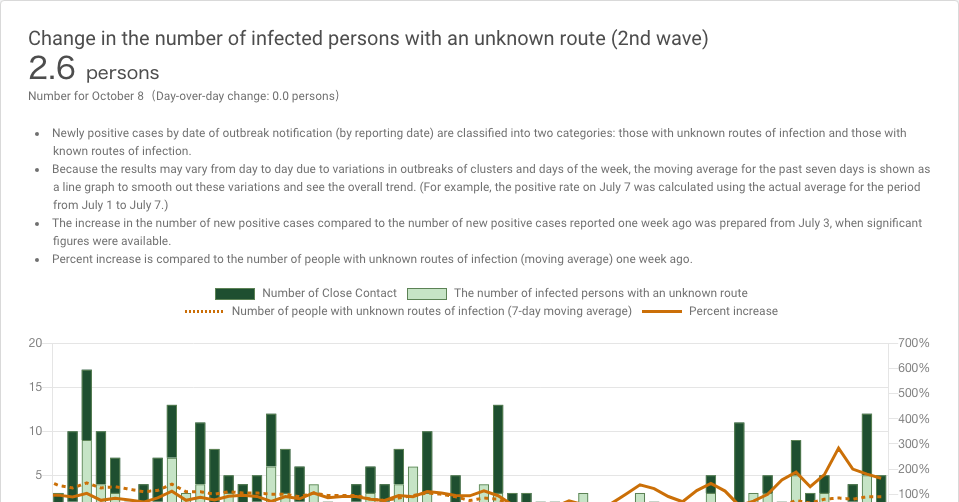 Change in the number of infected persons with an unknown route (2nd wave)
2.6 persons
Number for October 8 (Day-over-day change: 0.0 persons)
• Newly positive cases by date of outbreak notification (by reporting date) are classified into two categories: those with unknown routes of infection and those with
known routes of infection.
• Because the results may vary from day to day due to variations in outbreaks of clusters and days of the week, the moving average for the past seven days is shown as
a line graph to smooth out these variations and see the overall trend. (For example, the positive rate on July 7 was calculated using the actual average for the period
from July 1 to July 7.)
• The increase in the number of new positive cases compared to the number of new positive cases reported one week ago was prepared from July 3, when significant
figures were available.
• Percent increase is compared to the number of people with unknown routes of infection (moving average) one week ago.
Number of Close Contact The number of infected persons with an unknown route
Number of people with unknown routes of infection (7-day moving average) Percent increase
20 700%
600%
15
500%
400%
10
300%
200%
5
100%